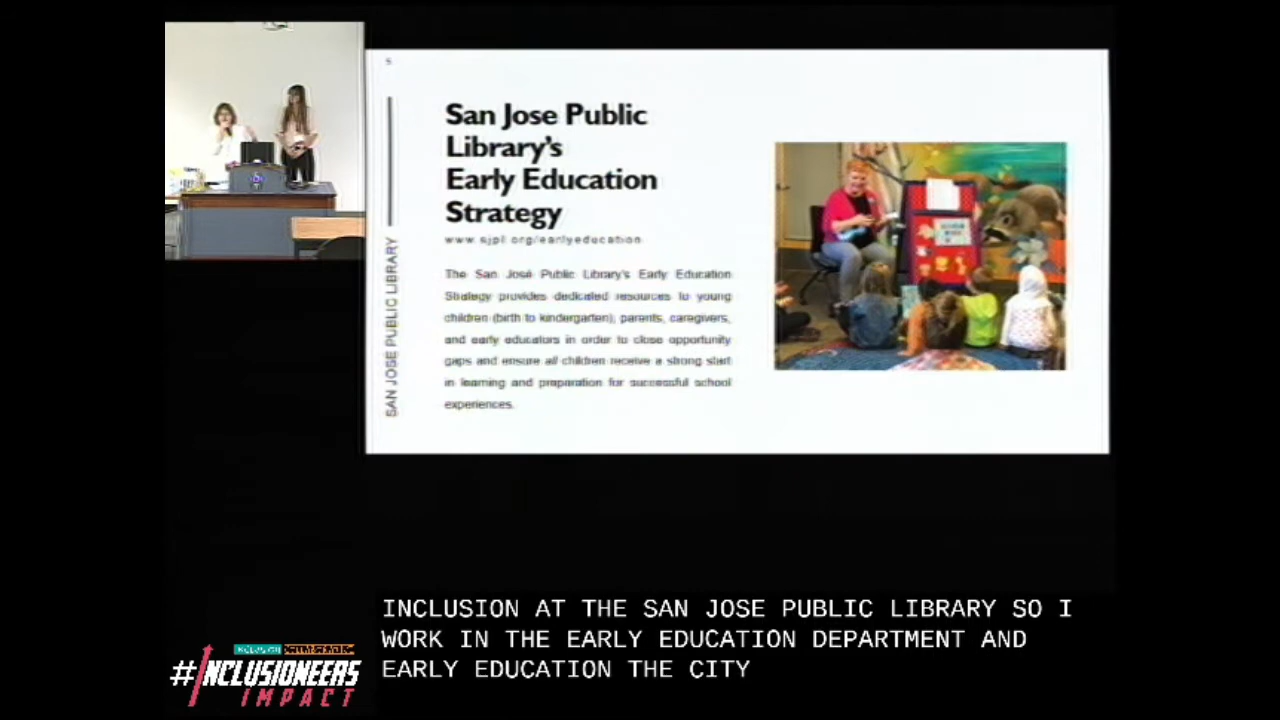 5
San Jose Public
Library's
Early Education
Strategy
www.sjpl.org/earlyeducation
The San José Public Library's Early Education
Strategy provides dedicated resources to young
children (birth to kindergarten), parents, caregivers,
and early educators in order to close opportunity
gaps and ensure all children receive a strong start
in learning and preparation for successful school
experiences.
SAN JOSE PUBLIC LIBRARY
INCLUSION AT THE SAN JOSE PUBLIC LIBRARY SO I
WORK IN THE EARLY EDUCATION DEPARTMENT AND
EARLY EDUCATION THE CITY
INCLUSION
#INCLUSIONEERS
IMPACT